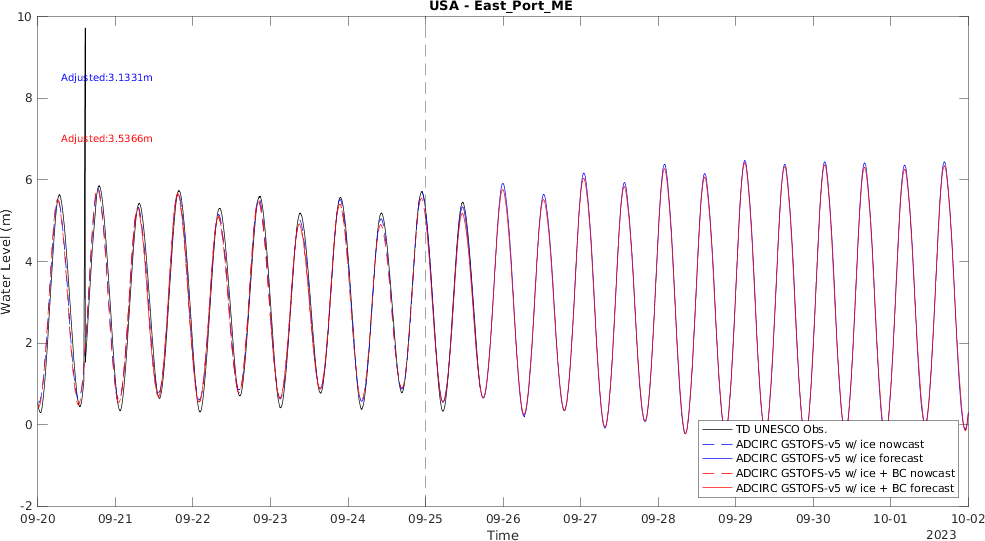 USA - East_Port_ME
10
8
6
4
2
0
-2
Water Level (m)
Adjusted:3.1331m
Adjusted:3.5366m
TD UNESCO Obs.
ADCIRC GSTOFS-v5 w/ ice nowcast
ADCIRC GSTOFS-v5 w/ ice forecast
ADCIRC GSTOFS-v5 w/ ice + BC nowcast
ADCIRC GSTOFS-v5 w/ ice + BC forecast
09-20 09-21 09-22 09-23 09-24 09-25 09-26 09-27 09-28 09-29 09-30 10-01 10-02
Time
2023